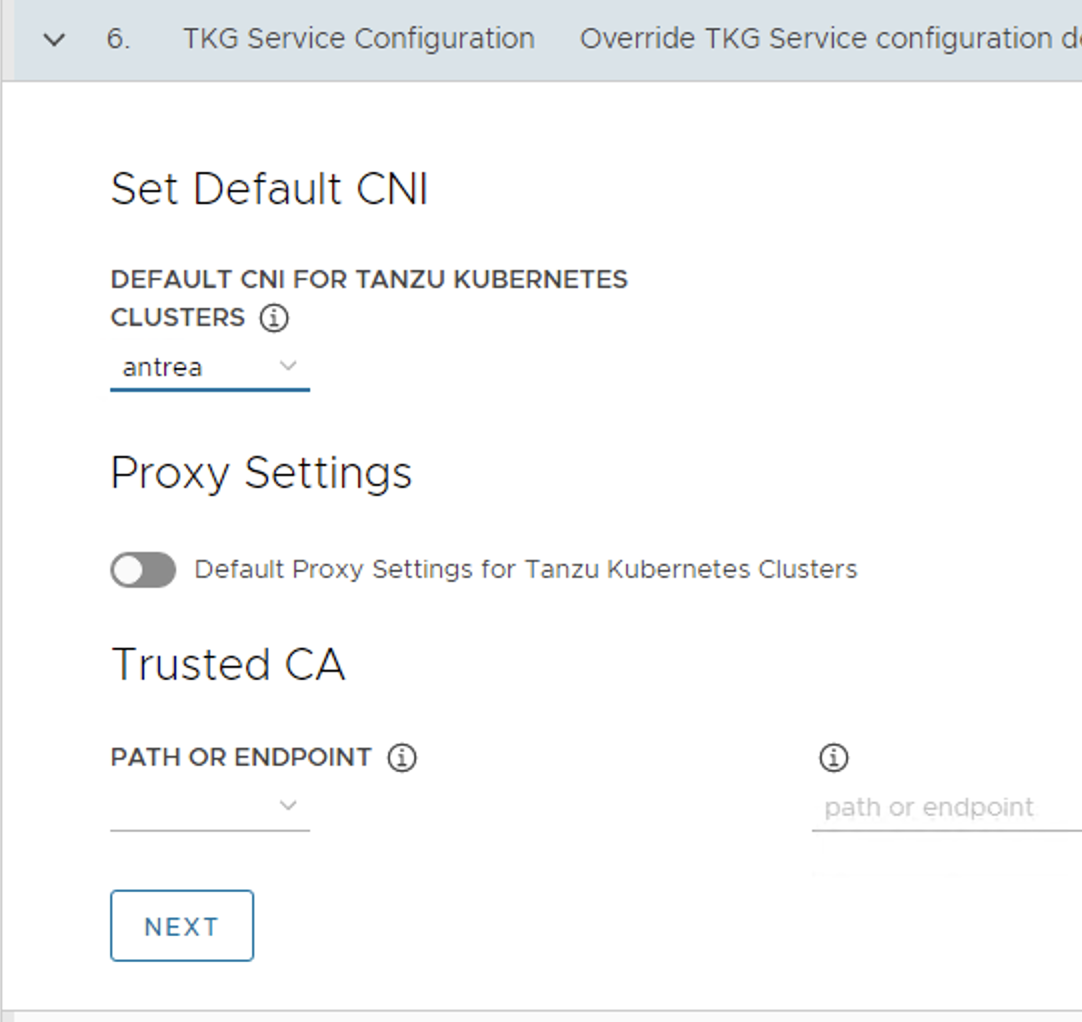 6. TKG Service Configuration Override TKG Service configuration
Set Default CNI
DEFAULT CNI FOR TANZU KUBERNETES
CLUSTERS
antrea
Proxy Settings
Default Proxy Settings for Tanzu Kubernetes Clusters
Trusted CA
PATH OR ENDPOINT
path or endpoint
NEXT